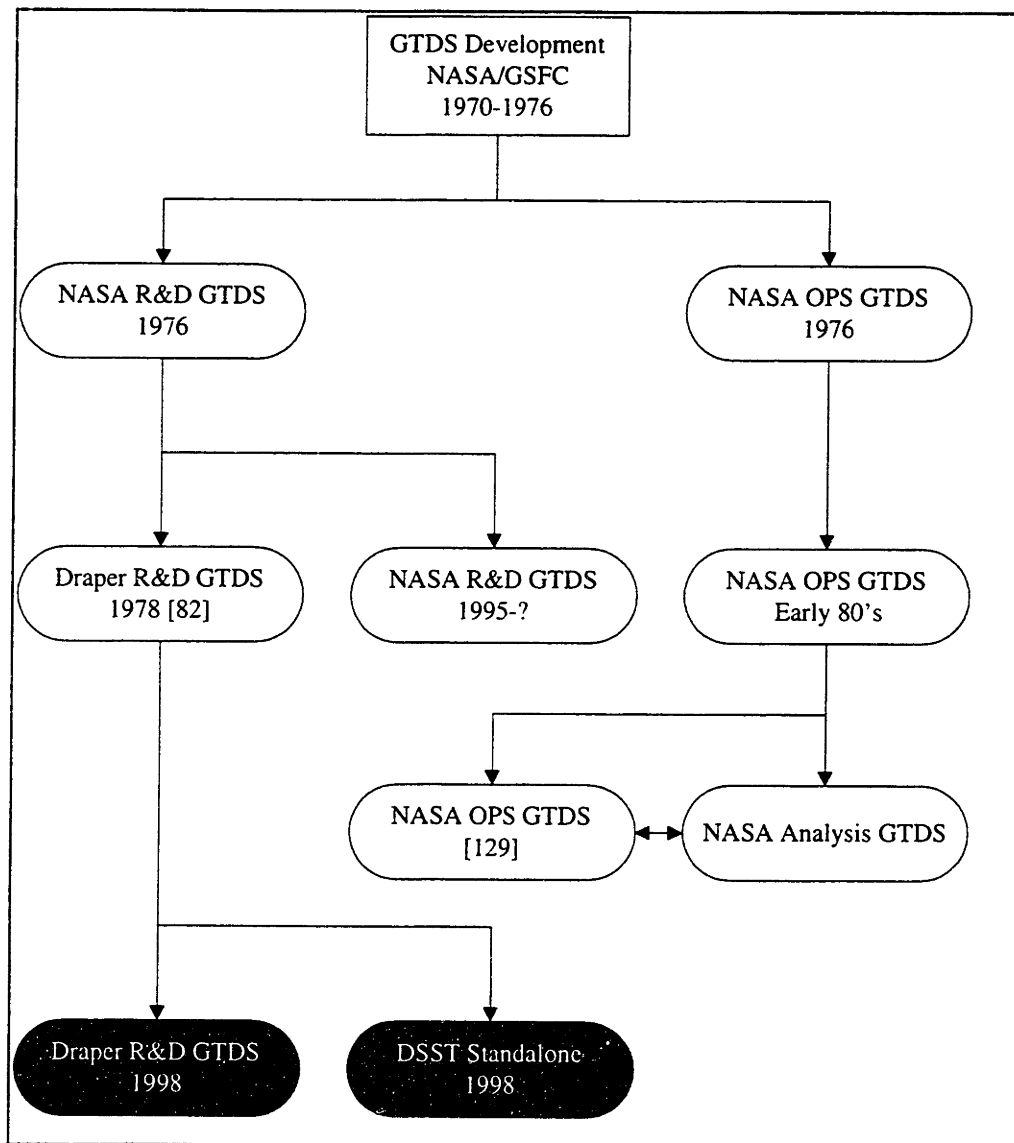 GTDS Development
NASA/GSFC
1970-1976
NASA R&D GTDS
1976
NASA OPS GTDS
1976
Draper R&D GTDS
1978 [82]
NASA R&D GTDS
1995-?
NASA OPS GTDS
Early 80's
NASA OPS GTDS
[129]
NASA Analysis GTDS
Draper R&D GTDS
1998
DSST Standalone
1998